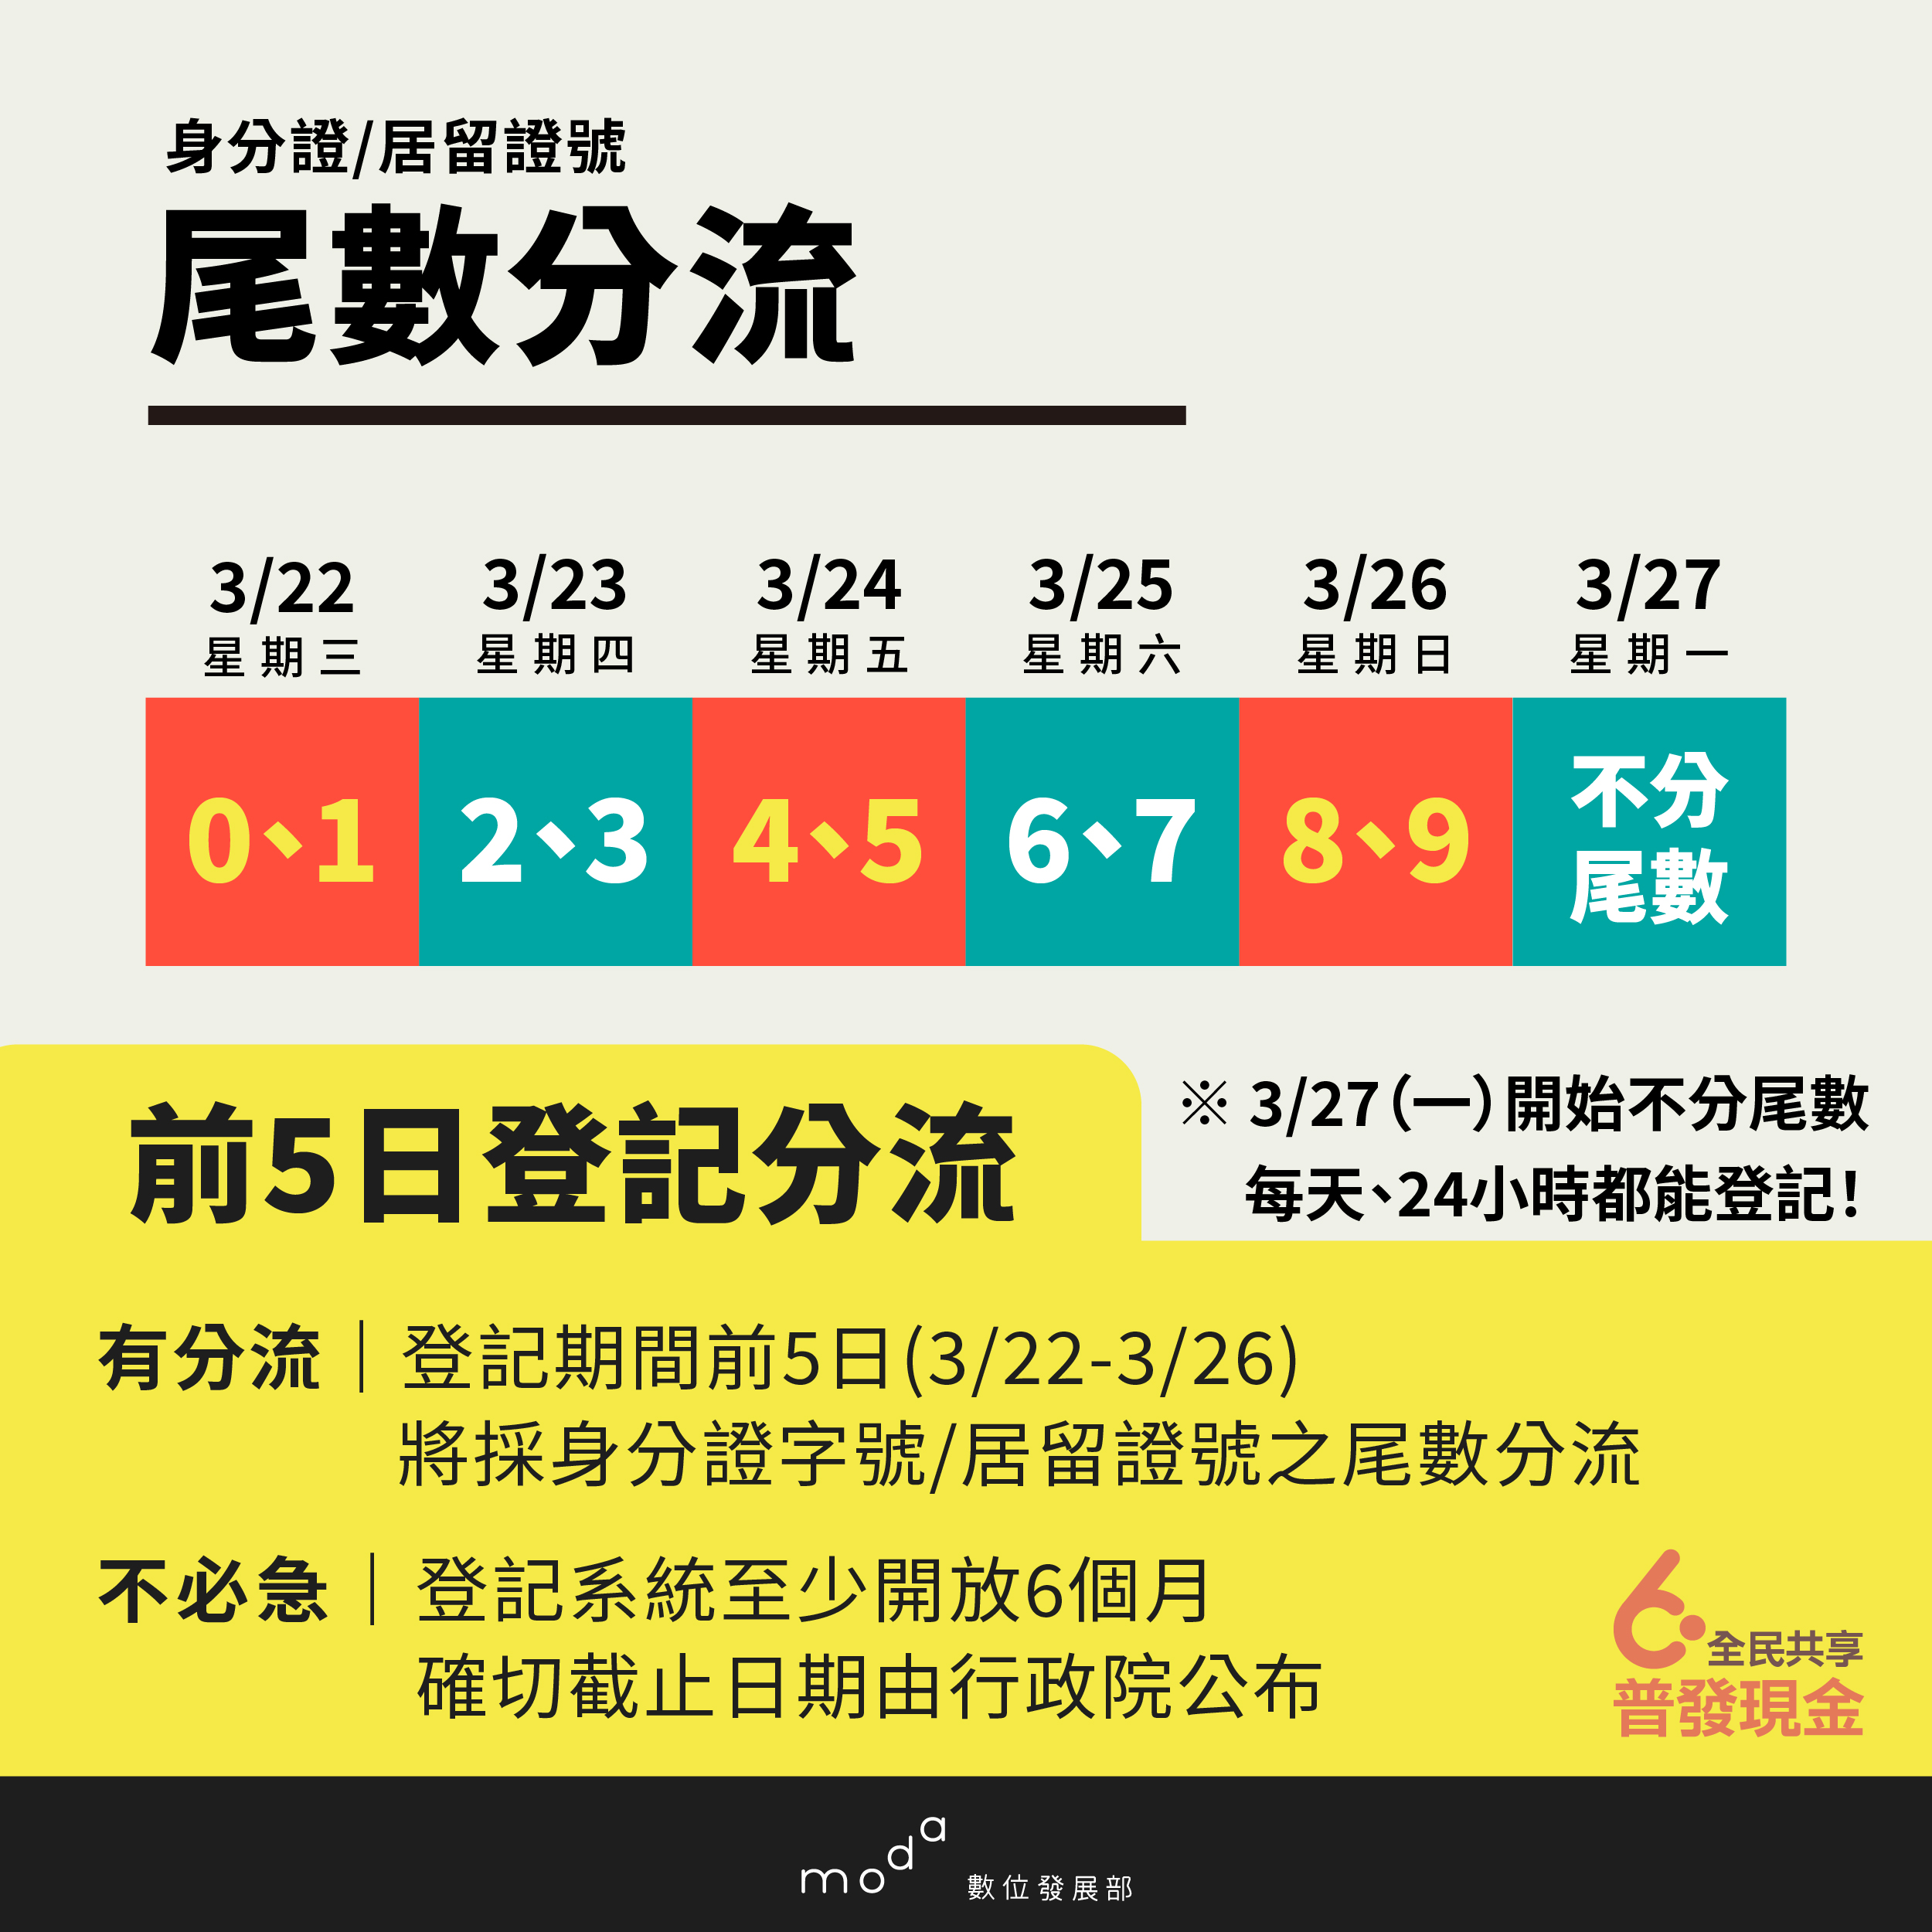 身分證/居留證號
尾數分流
3/22 3/23 3/24 3/25 3/26 3/27
星期三 星期四 星期五 星期六 星期日 星期一
0、1 2、3 4、5 6、7 8、9 不分
尾數
※ 3/27(一)開始不分尾數
每天、24小時都能登記!
前5日登記分流
有分流｜登記期間前5日(3/22-3/26)
將採身分證字號/居留證號之尾數分流
不必急｜登記系統至少開放6個月
確切截止日期由行政院公布
6 全民共享
普發現金
moda 數位發展部